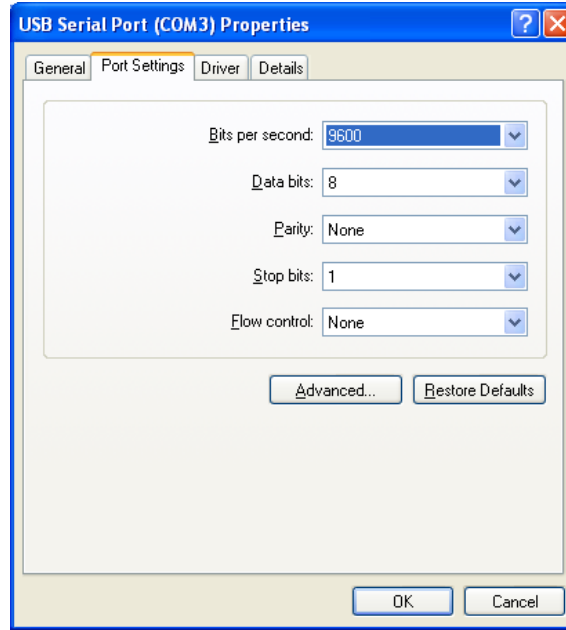 USB Serial Port (COM3) Properties
General Port Settings Driver Details
Bits per second: 9600
Data bits: 8
Parity: None
Stop bits: 1
Flow control: None
Advanced... Restore Defaults
OK Cancel